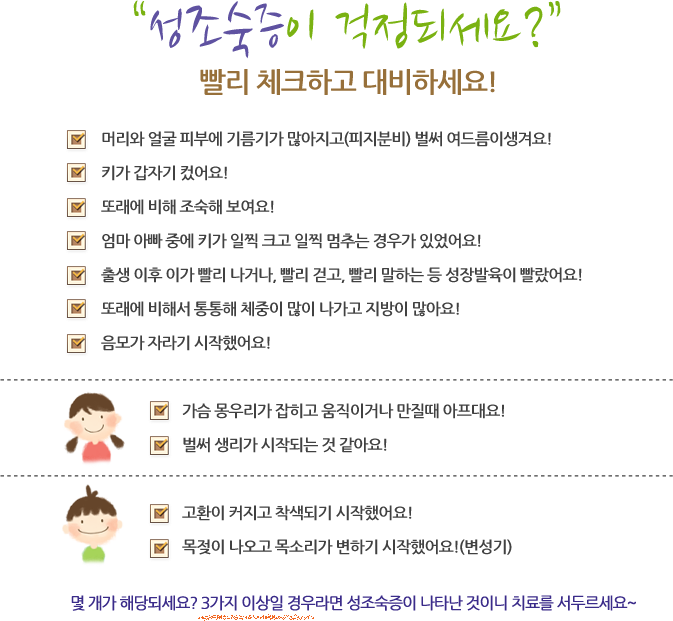 “성조숙증이 걱정되세요?”
빨리 체크하고 대비하세요!
머리와 얼굴 피부에 기름기가 많아지고(피지분비) 벌써 여드름이생겨요!
키가 갑자기 컸어요!
또래에 비해 조숙해 보여요!
엄마 아빠 중에 키가 일찍 크고 일찍 멈추는 경우가 있었어요!
출생 이후 이가 빨리 나거나, 빨리 걷고, 빨리 말하는 등 성장발육이 빨랐어요!
또래에 비해서 통통해 체중이 많이 나가고 지방이 많아요!
음모가 자라기 시작했어요!
가슴 몽우리가 잡히고 움직이거나 만질때 아프대요!
벌써 생리가 시작되는 것 같아요!
고환이 커지고 착색되기 시작했어요!
목젖이 나오고 목소리가 변하기 시작했어요!(변성기)
몇 개가 해당되세요? 3가지 이상일 경우라면 성조숙증이 나타난 것이니 치료를 서두르세요~